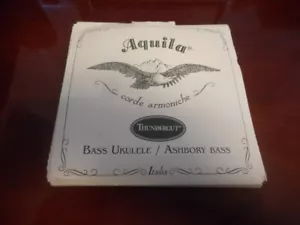 Aquila®
corde armoniche
THUNDERGUT®
BASS UKULELE / ASHBORY BASS
Italia